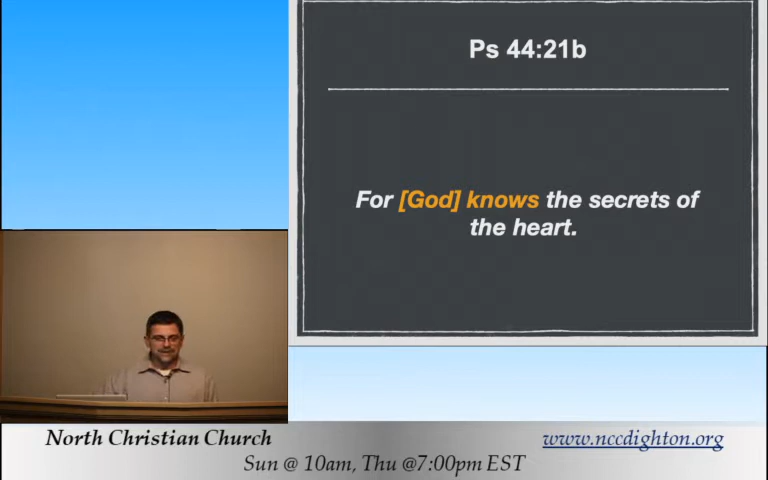 Ps 44:21b
For [God] knows the secrets of
the heart.
North Christian Church
www.nccdighton.org
Sun @ 10am, Thu @7:00pm EST